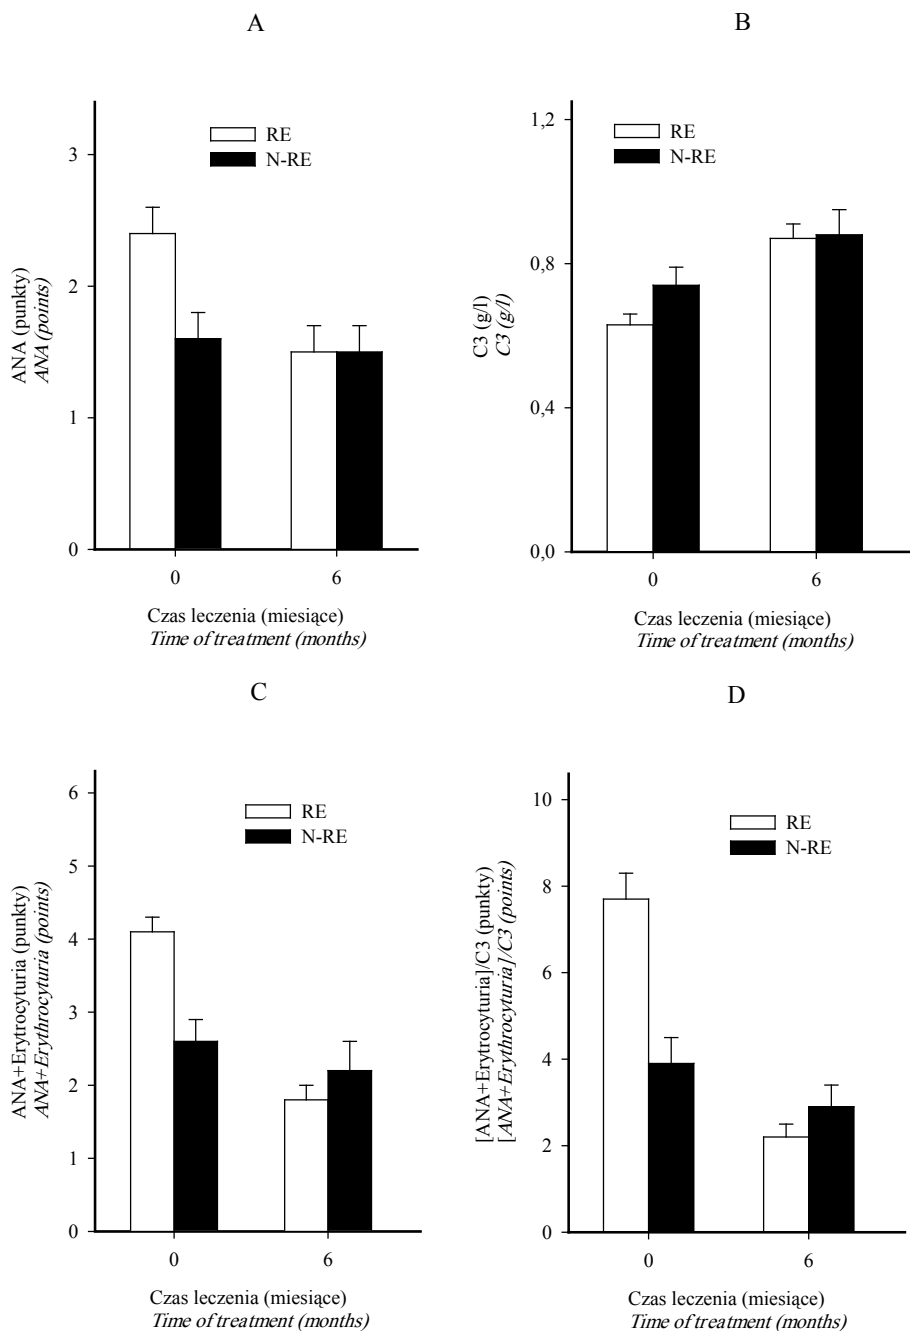 A
3
2
1
0
ANA (punkty)
ANA (points)
RE
N-RE
0
6
Czas leczenia (miesiące)
Time of treatment (months)
B
1,2
0,8
0,4
0,0
C3 (g/l)
C3 (g/l)
RE
N-RE
0
6
Czas leczenia (miesiące)
Time of treatment (months)
C
6
5
4
3
2
1
0
ANA+Erytrocyturia (punkty)
ANA+Erythrocyturia (points)
RE
N-RE
0
6
Czas leczenia (miesiące)
Time of treatment (months)
D
10
8
6
4
2
0
[ANA+Erytrocyturia]/C3 (punkty)
[ANA+Erythrocyturia]/C3 (points)
RE
N-RE
0
6
Czas leczenia (miesiące)
Time of treatment (months)